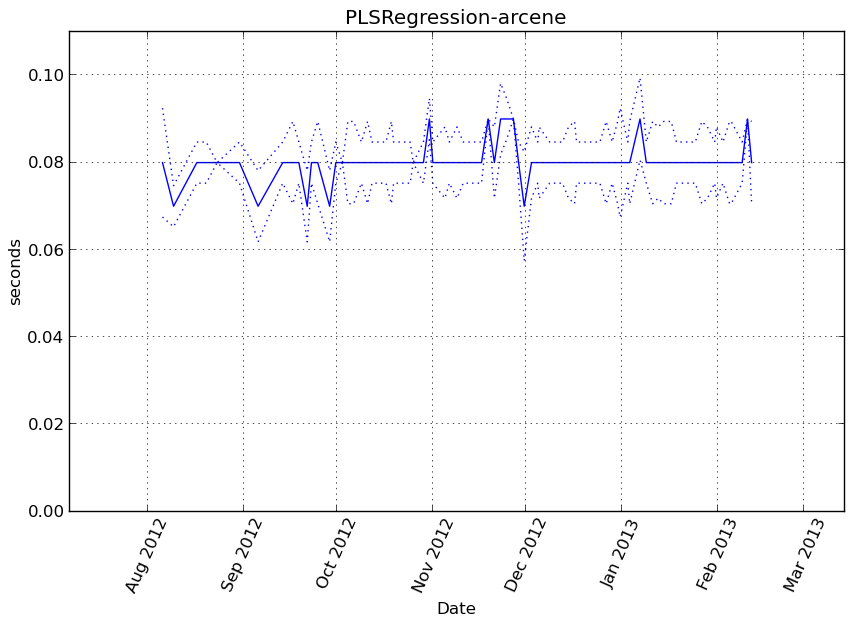 PLSRegression-arcene
0.10
0.08
0.06
0.04
0.02
0.00
seconds
Aug 2012
Sep 2012
Oct 2012
Nov 2012
Dec 2012
Jan 2013
Feb 2013
Mar 2013
Date